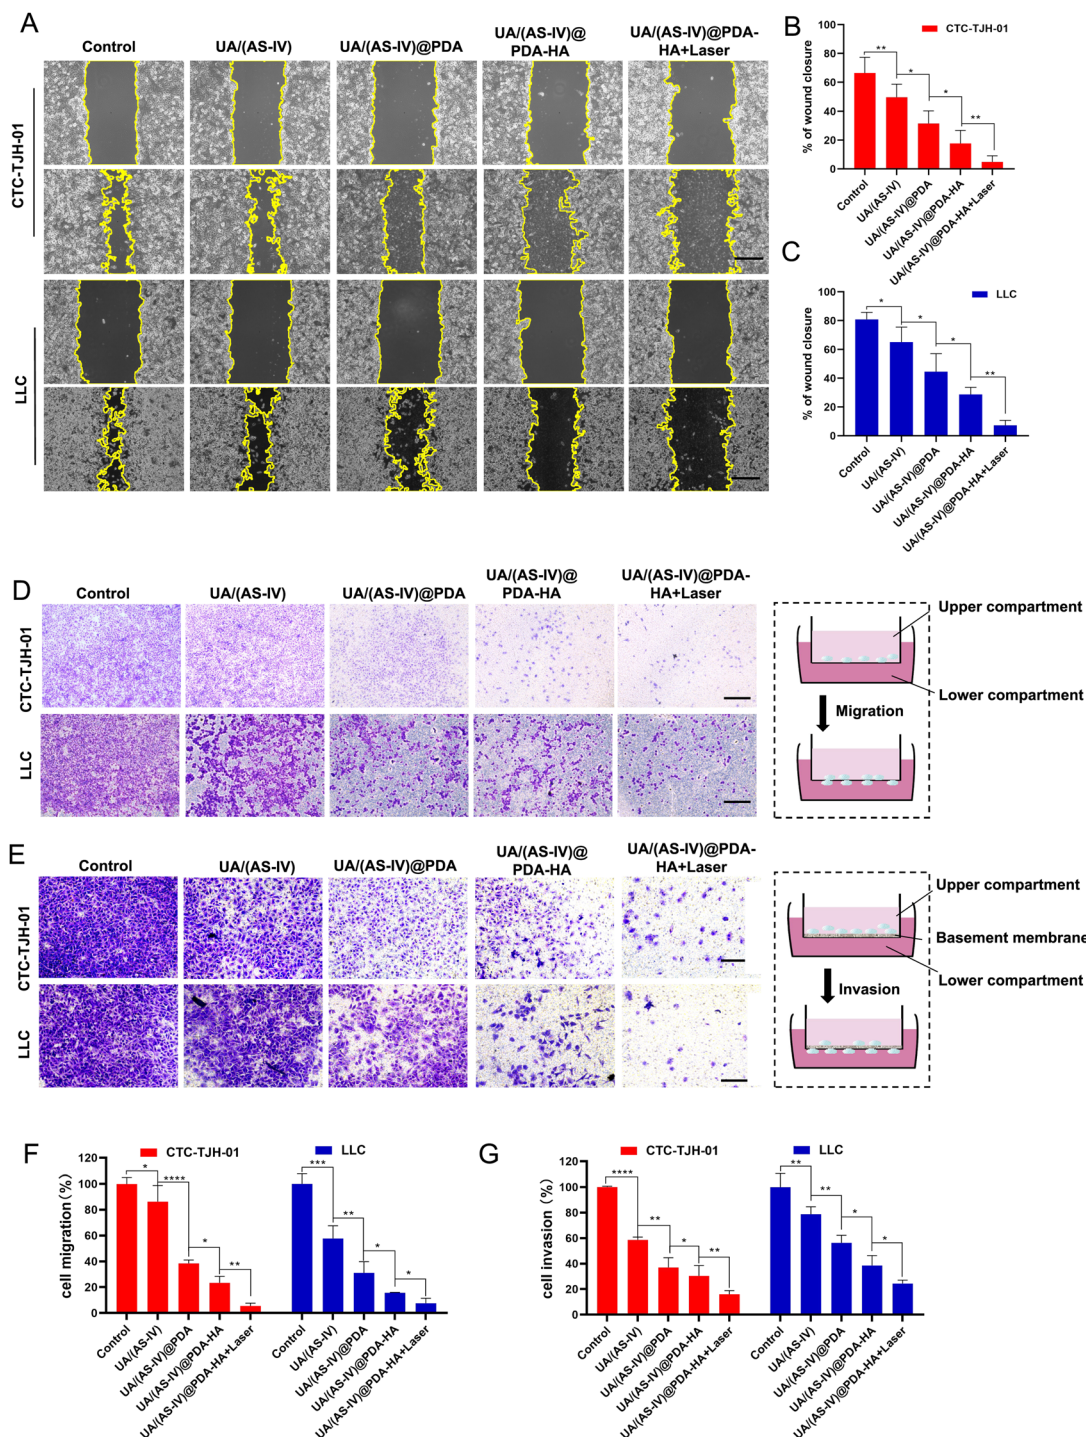 A
Control
UA/(AS-IV)
UA/(AS-IV)@PDA
UA/(AS-IV)@
PDA-HA
UA/(AS-IV)@PDA-
HA+Laser
CTC-TJH-01
LLC
B
CTC-TJH-01
% of wound closure
100
80
60
40
20
0
**
*
*
**
Control
UA/(AS-IV)
UA/(AS-IV)@PDA
UA/(AS-IV)@PDA-HA
UA/(AS-IV)@PDA-HA+Laser
C
LLC
% of wound closure
100
80
60
40
20
0
*
*
*
**
Control
UA/(AS-IV)
UA/(AS-IV)@PDA
UA/(AS-IV)@PDA-HA
UA/(AS-IV)@PDA-HA+Laser
D
Control
UA/(AS-IV)
UA/(AS-IV)@PDA
UA/(AS-IV)@
PDA-HA
UA/(AS-IV)@PDA-
HA+Laser
CTC-TJH-01
LLC
Upper compartment
Lower compartment
Migration
E
Control
UA/(AS-IV)
UA/(AS-IV)@PDA
UA/(AS-IV)@
PDA-HA
UA/(AS-IV)@PDA-
HA+Laser
CTC-TJH-01
LLC
Upper compartment
Basement membrane
Lower compartment
Invasion
F
CTC-TJH-01
LLC
cell migration (%)
120
100
80
60
40
20
0
*
****
*
**
***
**
*
*
Control
UA/(AS-IV)
UA/(AS-IV)@PDA
UA/(AS-IV)@PDA-HA
UA/(AS-IV)@PDA-HA+Laser
Control
UA/(AS-IV)
UA/(AS-IV)@PDA
UA/(AS-IV)@PDA-HA
UA/(AS-IV)@PDA-HA+Laser
G
CTC-TJH-01
LLC
cell invasion (%)
120
100
80
60
40
20
0
****
**
*
**
**
**
*
*
Control
UA/(AS-IV)
UA/(AS-IV)@PDA
UA/(AS-IV)@PDA-HA
UA/(AS-IV)@PDA-HA+Laser
Control
UA/(AS-IV)
UA/(AS-IV)@PDA
UA/(AS-IV)@PDA-HA
UA/(AS-IV)@PDA-HA+Laser